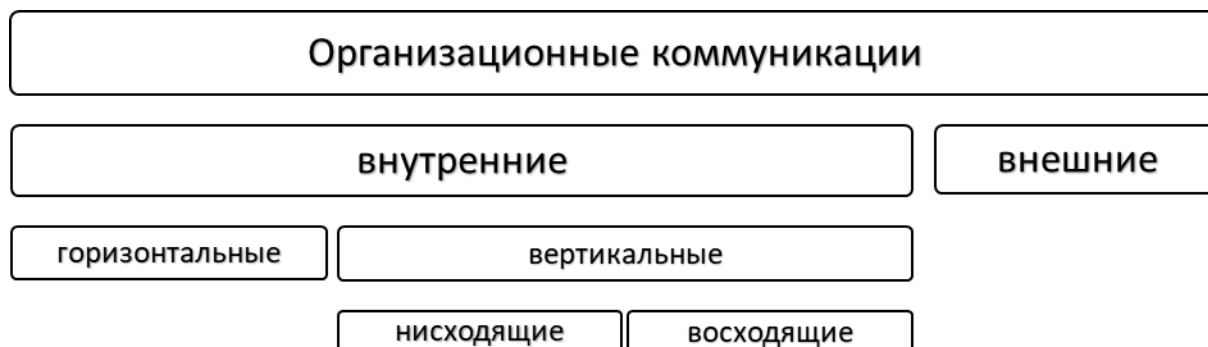 Организационные коммуникации
внутренние
внешние
горизонтальные
вертикальные
нисходящие
восходящие